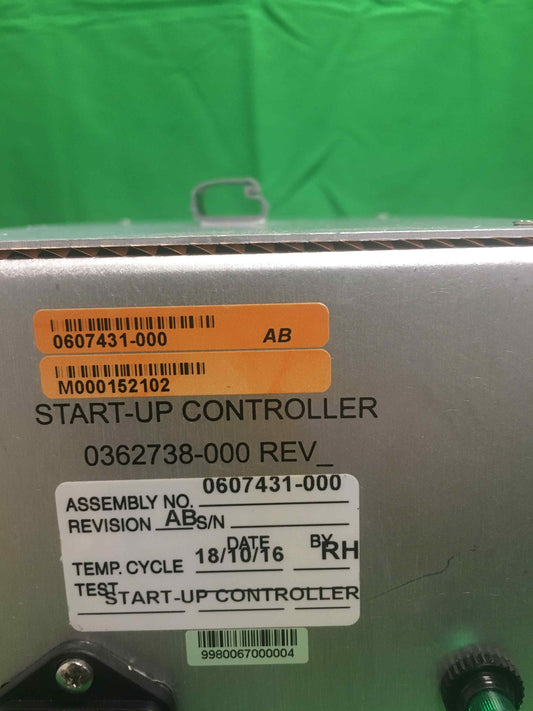 0607431-000 AB
M000152102
START-UP CONTROLLER
0362738-000 REV_
ASSEMBLY NO. 0607431-000
REVISION AB S/N
DATE BY
TEMP. CYCLE 18/10/16 RH
TEST
START-UP CONTROLLER
9980067000004